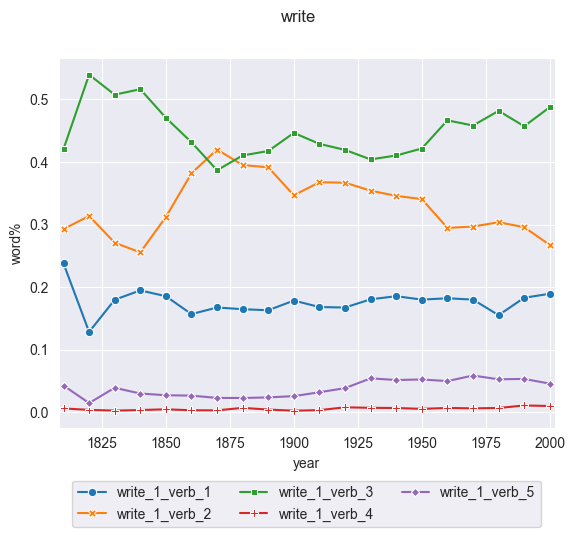 write
0.5
0.4
0.3
0.2
0.1
0.0
word%
1825 1850 1875 1900 1925 1950 1975 2000
year
write_1_verb_1 write_1_verb_3 write_1_verb_5
write_1_verb_2 write_1_verb_4